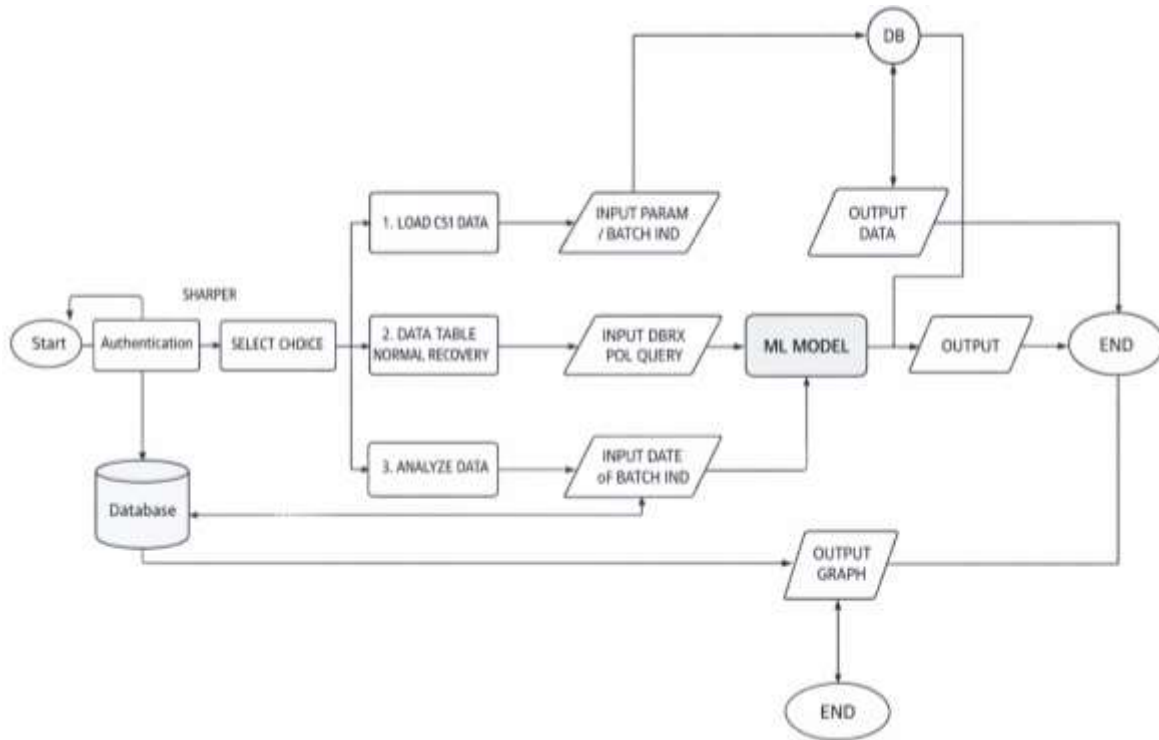 DB
1. LOAD CS1 DATA
INPUT PARAM
/ BATCH IND
OUTPUT
DATA
SHARPER
Start
Authentication
SELECT CHOICE
2. DATA TABLE
NORMAL RECOVERY
INPUT DBRX
POL QUERY
ML MODEL
OUTPUT
END
3. ANALYZE DATA
INPUT DATE
oF BATCH IND
Database
OUTPUT
GRAPH
END